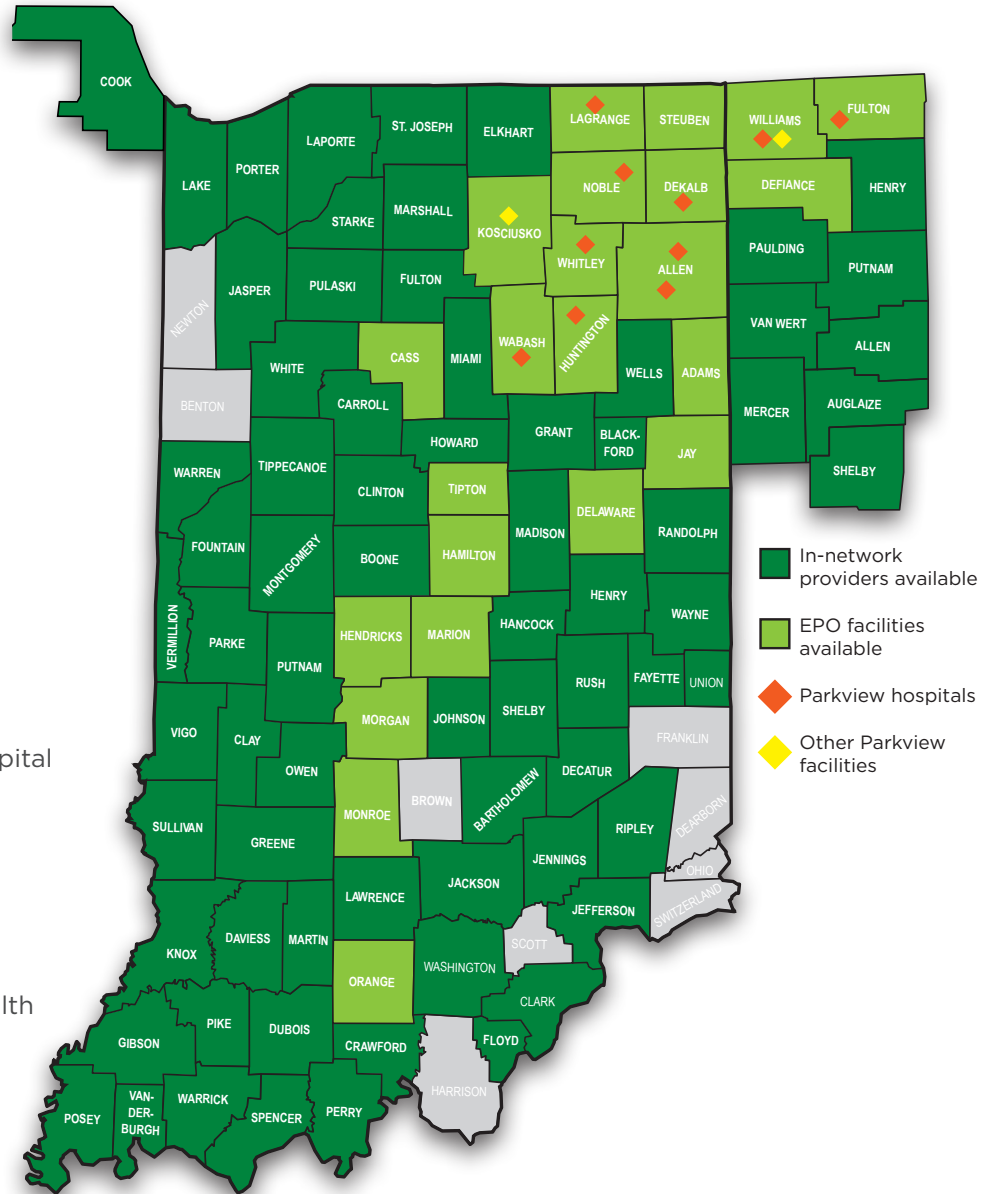 COOK
LAKE
PORTER
LAPORTE
ST. JOSEPH
ELKHART
LAGRANGE
STEUBEN
WILLIAMS
FULTON
STARKE
MARSHALL
KOSCIUSKO
NOBLE
DEKALB
DEFIANCE
HENRY
NEWTON
JASPER
PULASKI
FULTON
WHITLEY
ALLEN
PAULDING
PUTNAM
WHITE
CASS
MIAMI
WABASH
HUNTINGTON
WELLS
ADAMS
VAN WERT
ALLEN
BENTON
CARROLL
HOWARD
GRANT
BLACK-
FORD
JAY
MERCER
AUGLAIZE
SHELBY
WARREN
TIPPECANOE
CLINTON
TIPTON
MADISON
DELAWARE
RANDOLPH
FOUNTAIN
MONTGOMERY
BOONE
HAMILTON
HENRY
WAYNE
VERMILLION
PARKE
PUTNAM
HENDRICKS
MARION
HANCOCK
RUSH
FAYETTE
UNION
VIGO
CLAY
OWEN
MORGAN
JOHNSON
SHELBY
DECATUR
FRANKLIN
SULLIVAN
GREENE
MONROE
BROWN
BARTHOLOMEW
JENNINGS
RIPLEY
DEARBORN
OHIO
SWITZERLAND
LAWRENCE
JACKSON
JEFFERSON
SCOTT
KNOX
DAVIESS
MARTIN
ORANGE
WASHINGTON
CLARK
FLOYD
GIBSON
PIKE
DUBOIS
CRAWFORD
HARRISON
POSEY
VAN-
DER-
BURGH
WARRICK
SPENCER
PERRY
In-network
providers available
EPO facilities
available
Parkview hospitals
Other Parkview
facilities
pital
lth